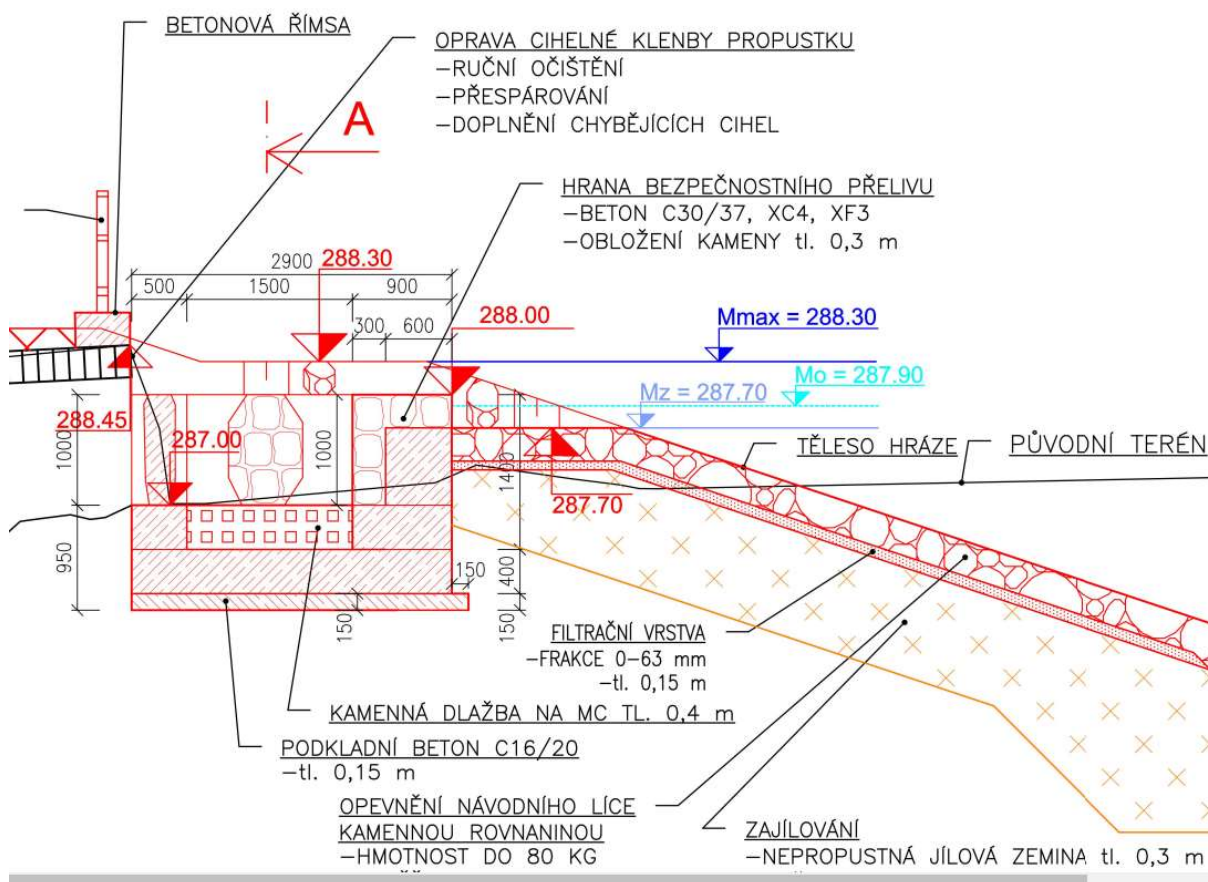 BETONOVÁ ŘÍMSA
OPRAVA CIHELNÉ KLENBY PROPUSTKU
-RUČNÍ OČIŠTĚNÍ
-PŘESPÁROVÁNÍ
-DOPLNĚNÍ CHYBĚJÍCÍCH CIHEL
A
HRANA BEZPEČNOSTNÍHO PŘELIVU
-BETON C30/37, XC4, XF3
-OBLOŽENÍ KAMENY tl. 0,3 m
2900
288.30
500
1500
900
300
600
288.00
Mmax = 288.30
Mo = 287.90
Mz = 287.70
288.45
287.00
1000
1000
1400
TĚLESO HRÁZE
PŮVODNÍ TERÉN
287.70
950
150
400
150
150
FILTRAČNÍ VRSTVA
-FRAKCE 0-63 mm
-tl. 0,15 m
KAMENNÁ DLAŽBA NA MC TL. 0,4 m
PODKLADNÍ BETON C16/20
-tl. 0,15 m
OPEVNĚNÍ NÁVODNÍHO LÍCE
KAMENNOU ROVNANINOU
-HMOTNOST DO 80 KG
ZAJÍLOVÁNÍ
-NEPROPUSTNÁ JÍLOVÁ ZEMINA tl. 0,3 m